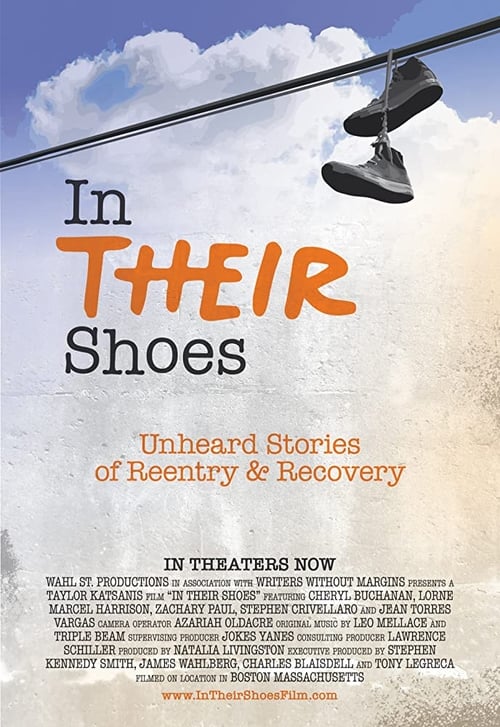 In
THEIR
Shoes
Unheard Stories
of Reentry & Recovery
IN THEATERS NOW
WAHL ST. PRODUCTIONS IN ASSOCIATION WITH WRITERS WITHOUT MARGINS PRESENTS A
TAYLOR KATSANIS FILM "IN THEIR SHOES" FEATURING CHERYL BUCHANAN, LORNE
MARCEL HARRISON, ZACHARY PAUL, STEPHEN CRIVELLARO AND JEAN TORRES
VARGAS CAMERA OPERATOR AZARIAH OLDACRE ORIGINAL MUSIC BY LEO MELLACE AND
TRIPLE BEAM SUPERVISING PRODUCER JOKES YANES CONSULTING PRODUCER LAWRENCE
SCHILLER PRODUCED BY NATALIA LIVINGSTON EXECUTIVE PRODUCED BY STEPHEN
KENNEDY SMITH, JAMES WAHLBERG, CHARLES BLAISDELL AND TONY LEGRECA
FILMED ON LOCATION IN BOSTON MASSACHUSETTS
www.InTheirShoesFilm.com